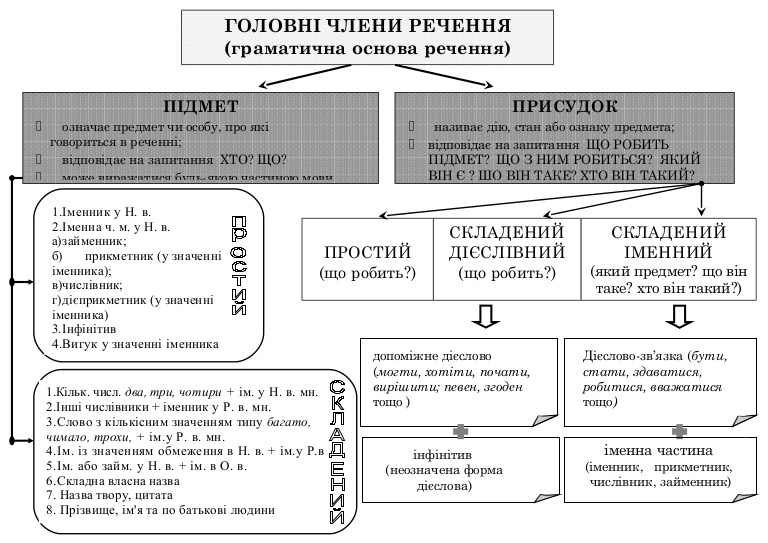 ГОЛОВНІ ЧЛЕНИ РЕЧЕННЯ
(граматична основа речення)
ПІДМЕТ
означає предмет чи особу, про які
говориться в реченні;
відповідає на запитання ХТО? ЩО?
може виражатися будь-якою частиною мови
ПРИСУДОК
називає дію, стан або ознаку предмета;
відповідає на запитання ЩО РОБИТЬ
ПІДМЕТ? ЩО З НИМ РОБИТЬСЯ? ЯКИЙ
ВІН Є ? ЩО ВІН ТАКЕ? ХТО ВІН ТАКИЙ?
1.Іменник у Н. в.
2.Іменна ч. м. у Н. в.
а)займенник;
б) прикметник (у значенні
іменника);
в)числівник;
г)дієприкметник (у значенні
іменника)
3.Інфінітив
4.Вигук у значенні іменника
ПРОСТИЙ
ПРОСТИЙ
(що робить?)
СКЛАДЕНИЙ
ДІЄСЛІВНИЙ
(що робить?)
СКЛАДЕНИЙ
ІМЕННИЙ
(який предмет? що він
таке? хто він такий?)
1.Кільк. числ. два, три, чотири + ім. у Н. в. мн.
2.Інші числівники + іменник у Р. в. мн.
3.Слово з кількісним значенням типу багато,
чимало, трохи, + ім.у Р. в. мн.
4.Ім. із значенням обмеження в Н. в. + ім.у Р.в
5.Ім. або займ. у Н. в. + ім. в О. в.
6.Складна власна назва
7. Назва твору, цитата
8. Прізвище, ім'я та по батькові людини
СКЛАДЕНИЙ
допоміжне дієслово
(могти, хотіти, почати,
вирішити; певен, згоден
тощо )
інфінітив
(неозначена форма
дієслова)
Дієслово-зв’язка (бути,
стати, здаватися,
робитися, вважатися
тощо)
іменна частина
(іменник, прикметник,
числівник, займенник)